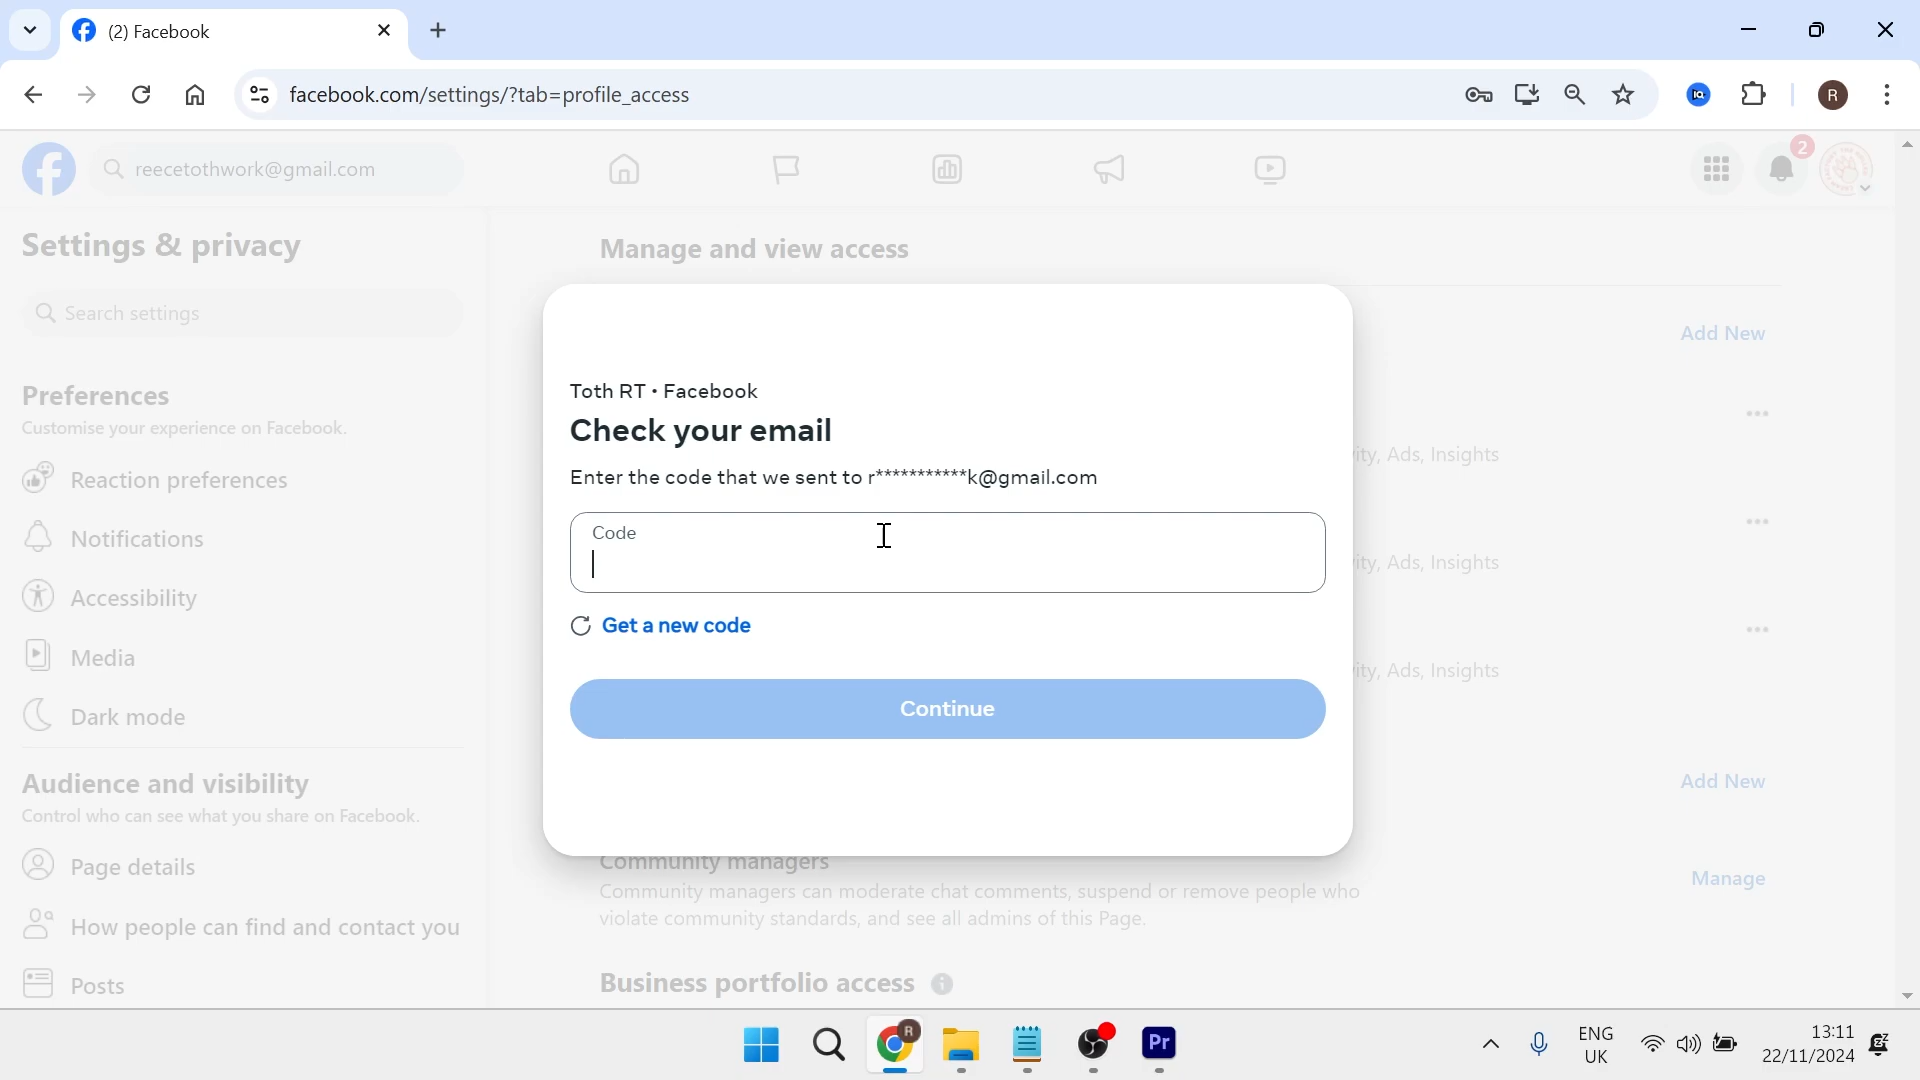 (2) Facebook
facebook.com/settings/?tab=profile_access
R
reecetothwork@gmail.com
2
Settings & privacy
Search settings
Preferences
Customise your experience on Facebook.
Reaction preferences
Notifications
Accessibility
Media
Dark mode
Audience and visibility
Control who can see what you share on Facebook.
Page details
How people can find and contact you
Posts
Manage and view access
Add New
ity, Ads, Insights
ity, Ads, Insights
ity, Ads, Insights
Toth RT • Facebook
Check your email
Enter the code that we sent to r***********k@gmail.com
Code
Get a new code
Continue
Add New
Community managers
Manage
Community managers can moderate chat comments, suspend or remove people who
violate community standards, and see all admins of this Page.
Business portfolio access
R
Pr
ENG
UK
13:11
22/11/2024